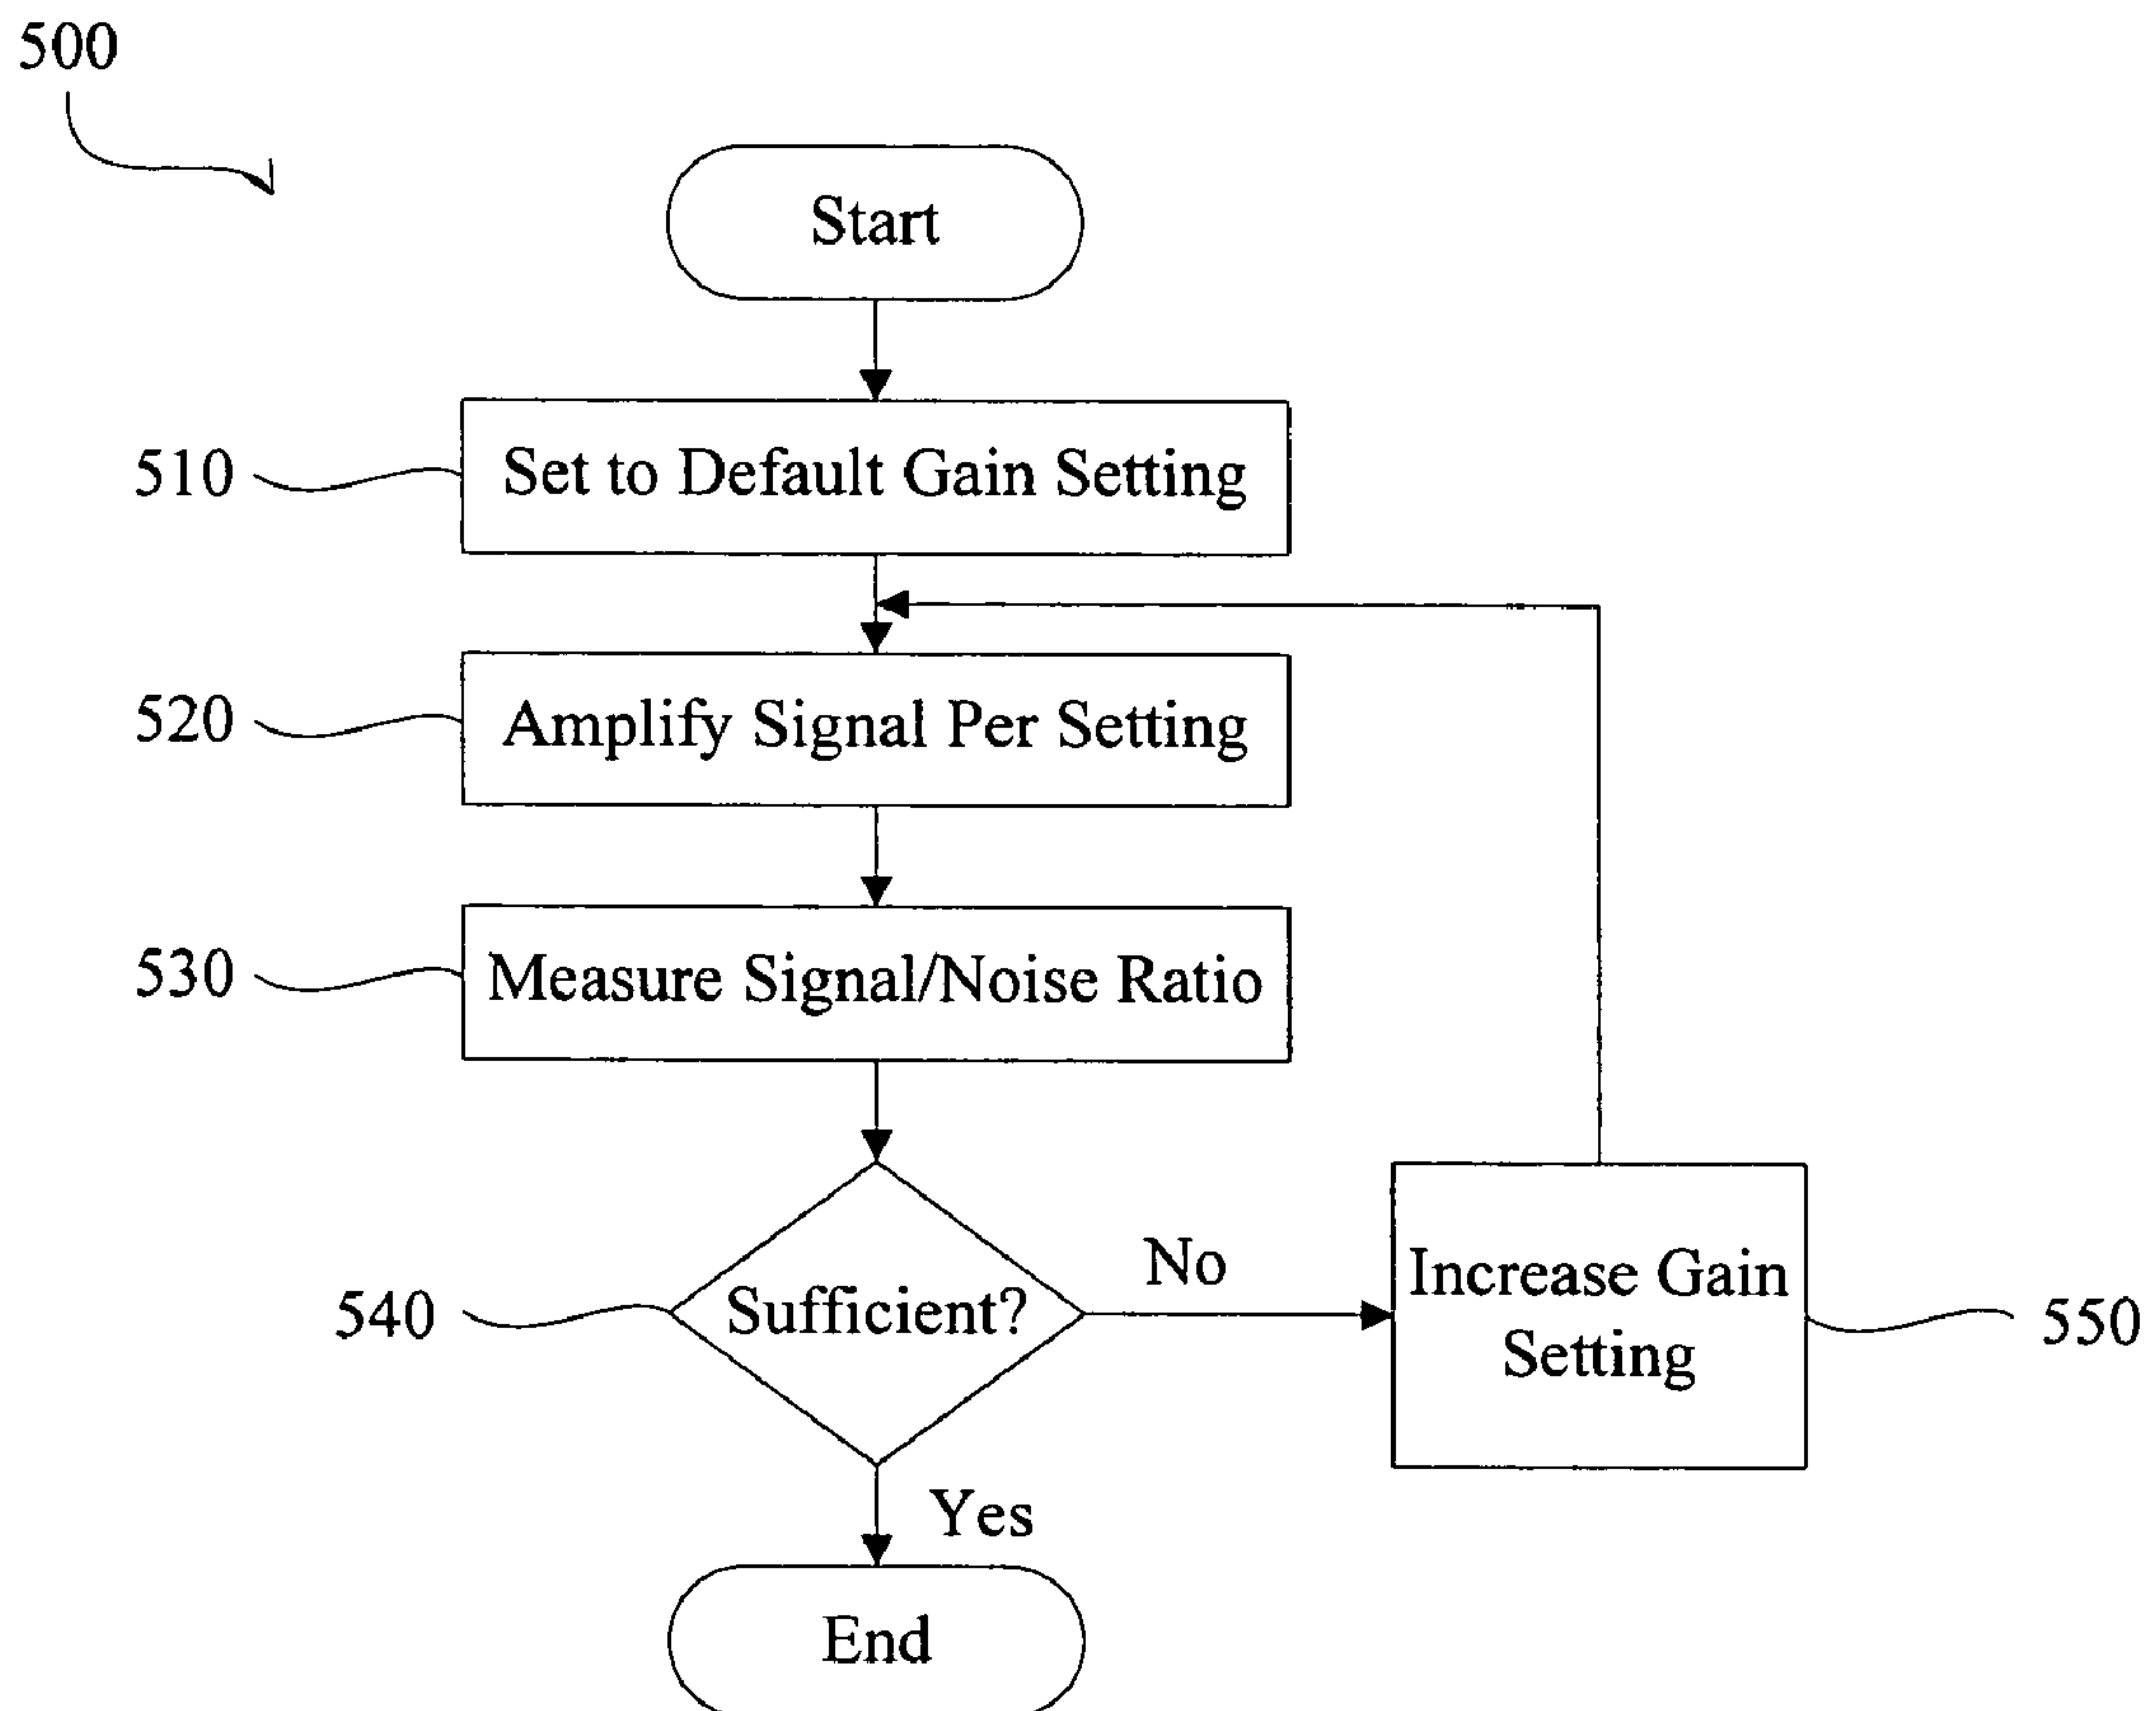 500
Start
510
Set to Default Gain Setting
520
Amplify Signal Per Setting
530
Measure Signal/Noise Ratio
540
Sufficient?
No
Increase Gain
Setting
550
Yes
End